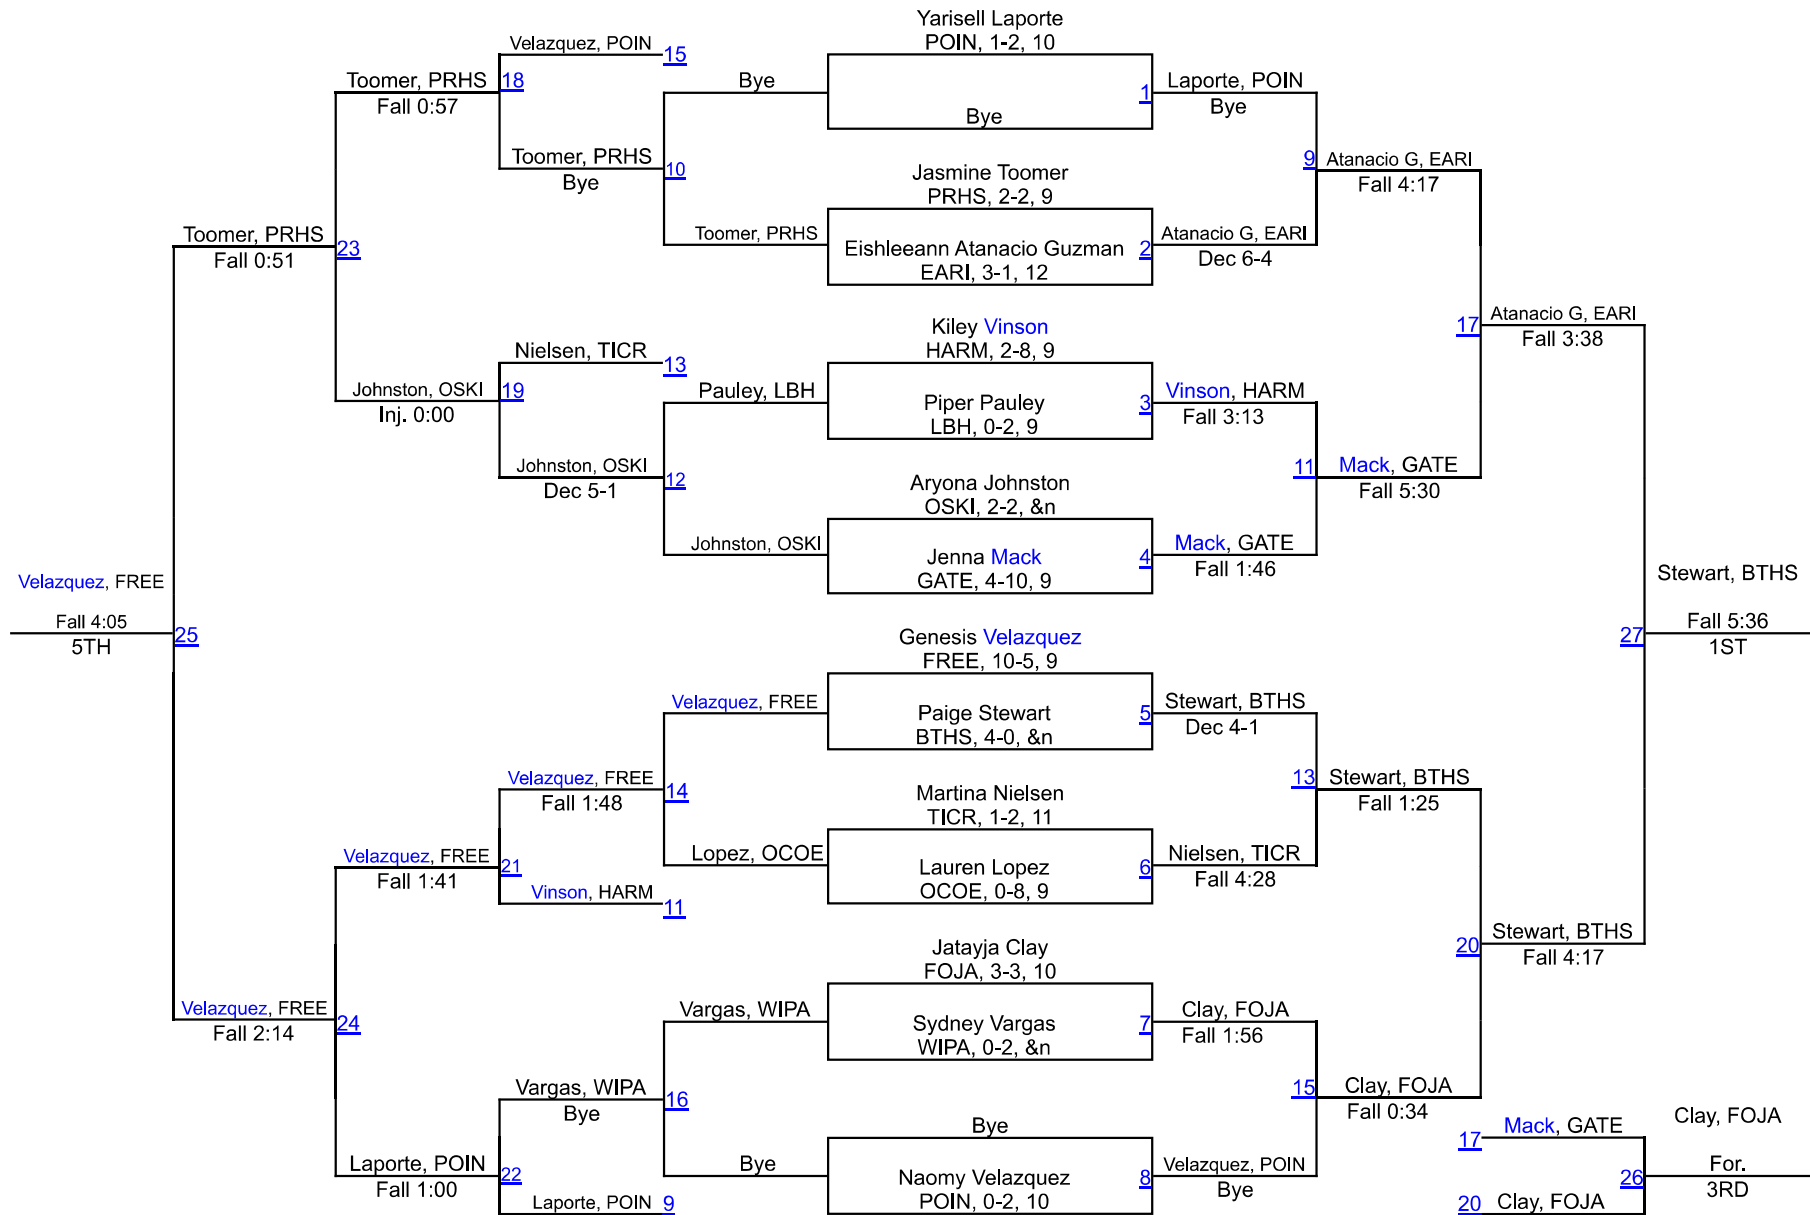 Yarisell Laporte
POIN, 1-2, 10
Velazquez, POIN
15
Toomer, PRHS
18
Bye
1
Laporte, POIN
Fall 0:57
Bye
Bye
Toomer, PRHS
10
Jasmine Toomer
9
Atanacio G, EARI
Bye
PRHS, 2-2, 9
Fall 4:17
Toomer, PRHS
23
Toomer, PRHS
Eishleeann Atanacio Guzman
2
Atanacio G, EARI
Fall 0:51
EARI, 3-1, 12
Dec 6-4
Kiley Vinson
17
Atanacio G, EARI
Nielsen, TICR
13
HARM, 2-8, 9
Fall 3:38
Johnston, OSKI
19
Pauley, LBH
Piper Pauley
3
Vinson, HARM
Inj. 0:00
LBH, 0-2, 9
Fall 3:13
Johnston, OSKI
12
Aryona Johnston
11
Mack, GATE
Dec 5-1
OSKI, 2-2, &n
Fall 5:30
Johnston, OSKI
Jenna Mack
4
Mack, GATE
GATE, 4-10, 9
Fall 1:46
Velazquez, FREE
Stewart, BTHS
Fall 4:05
25
27
Fall 5:36
5TH
1ST
Genesis Velazquez
FREE, 10-5, 9
Velazquez, FREE
Paige Stewart
5
Stewart, BTHS
BTHS, 4-0, &n
Dec 4-1
Velazquez, FREE
14
Martina Nielsen
13
Stewart, BTHS
Fall 1:48
TICR, 1-2, 11
Fall 1:25
Velazquez, FREE
21
Lopez, OCOE
Lauren Lopez
6
Nielsen, TICR
Fall 1:41
OCOE, 0-8, 9
Fall 4:28
Vinson, HARM
11
Jatayja Clay
20
Stewart, BTHS
FOJA, 3-3, 10
Fall 4:17
Velazquez, FREE
24
Vargas, WIPA
Sydney Vargas
7
Clay, FOJA
Fall 2:14
WIPA, 0-2, &n
Fall 1:56
Vargas, WIPA
16
15
Clay, FOJA
Bye
Bye
Fall 0:34
Mack, GATE
Clay, FOJA
17
Laporte, POIN
22
Bye
Naomy Velazquez
8
Velazquez, POIN
26
For.
Fall 1:00
POIN, 0-2, 10
Bye
3RD
Laporte, POIN
9
20
Clay, FOJA